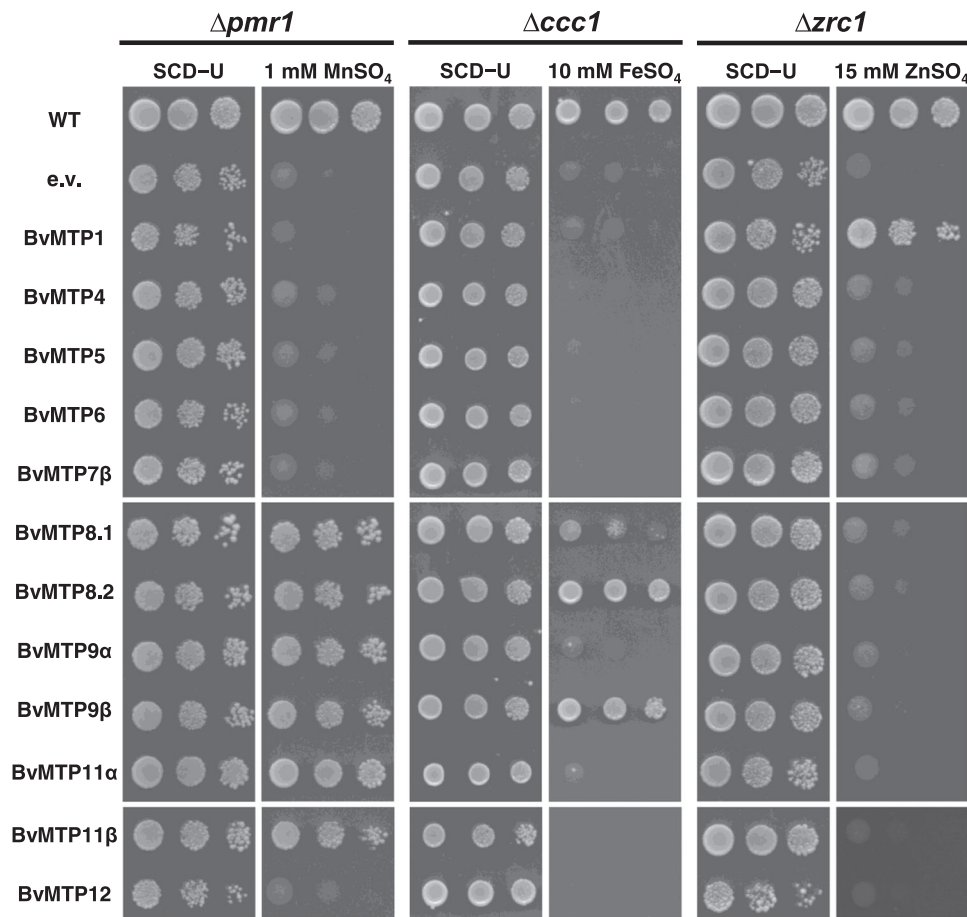 Δpmr1 Δccc1 Δzrc1
SCD–U 1 mM MnSO₄ SCD–U 10 mM FeSO₄ SCD–U 15 mM ZnSO₄
WT
e.v.
BvMTP1
BvMTP4
BvMTP5
BvMTP6
BvMTP7β
BvMTP8.1
BvMTP8.2
BvMTP9α
BvMTP9β
BvMTP11α
BvMTP11β
BvMTP12